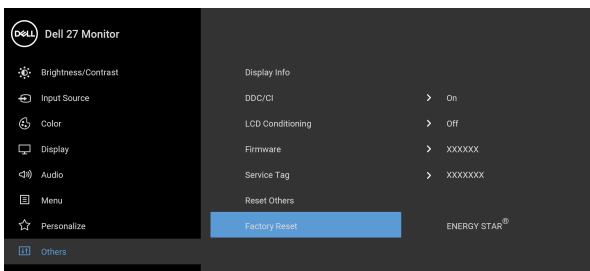 DELL Dell 27 Monitor
Brightness/Contrast
Input Source
Color
Display
Audio
Menu
Personalize
Others
Display Info
DDC/CI > On
LCD Conditioning > Off
Firmware > XXXXXX
Service Tag > XXXXXXX
Reset Others
Factory Reset ENERGY STAR®